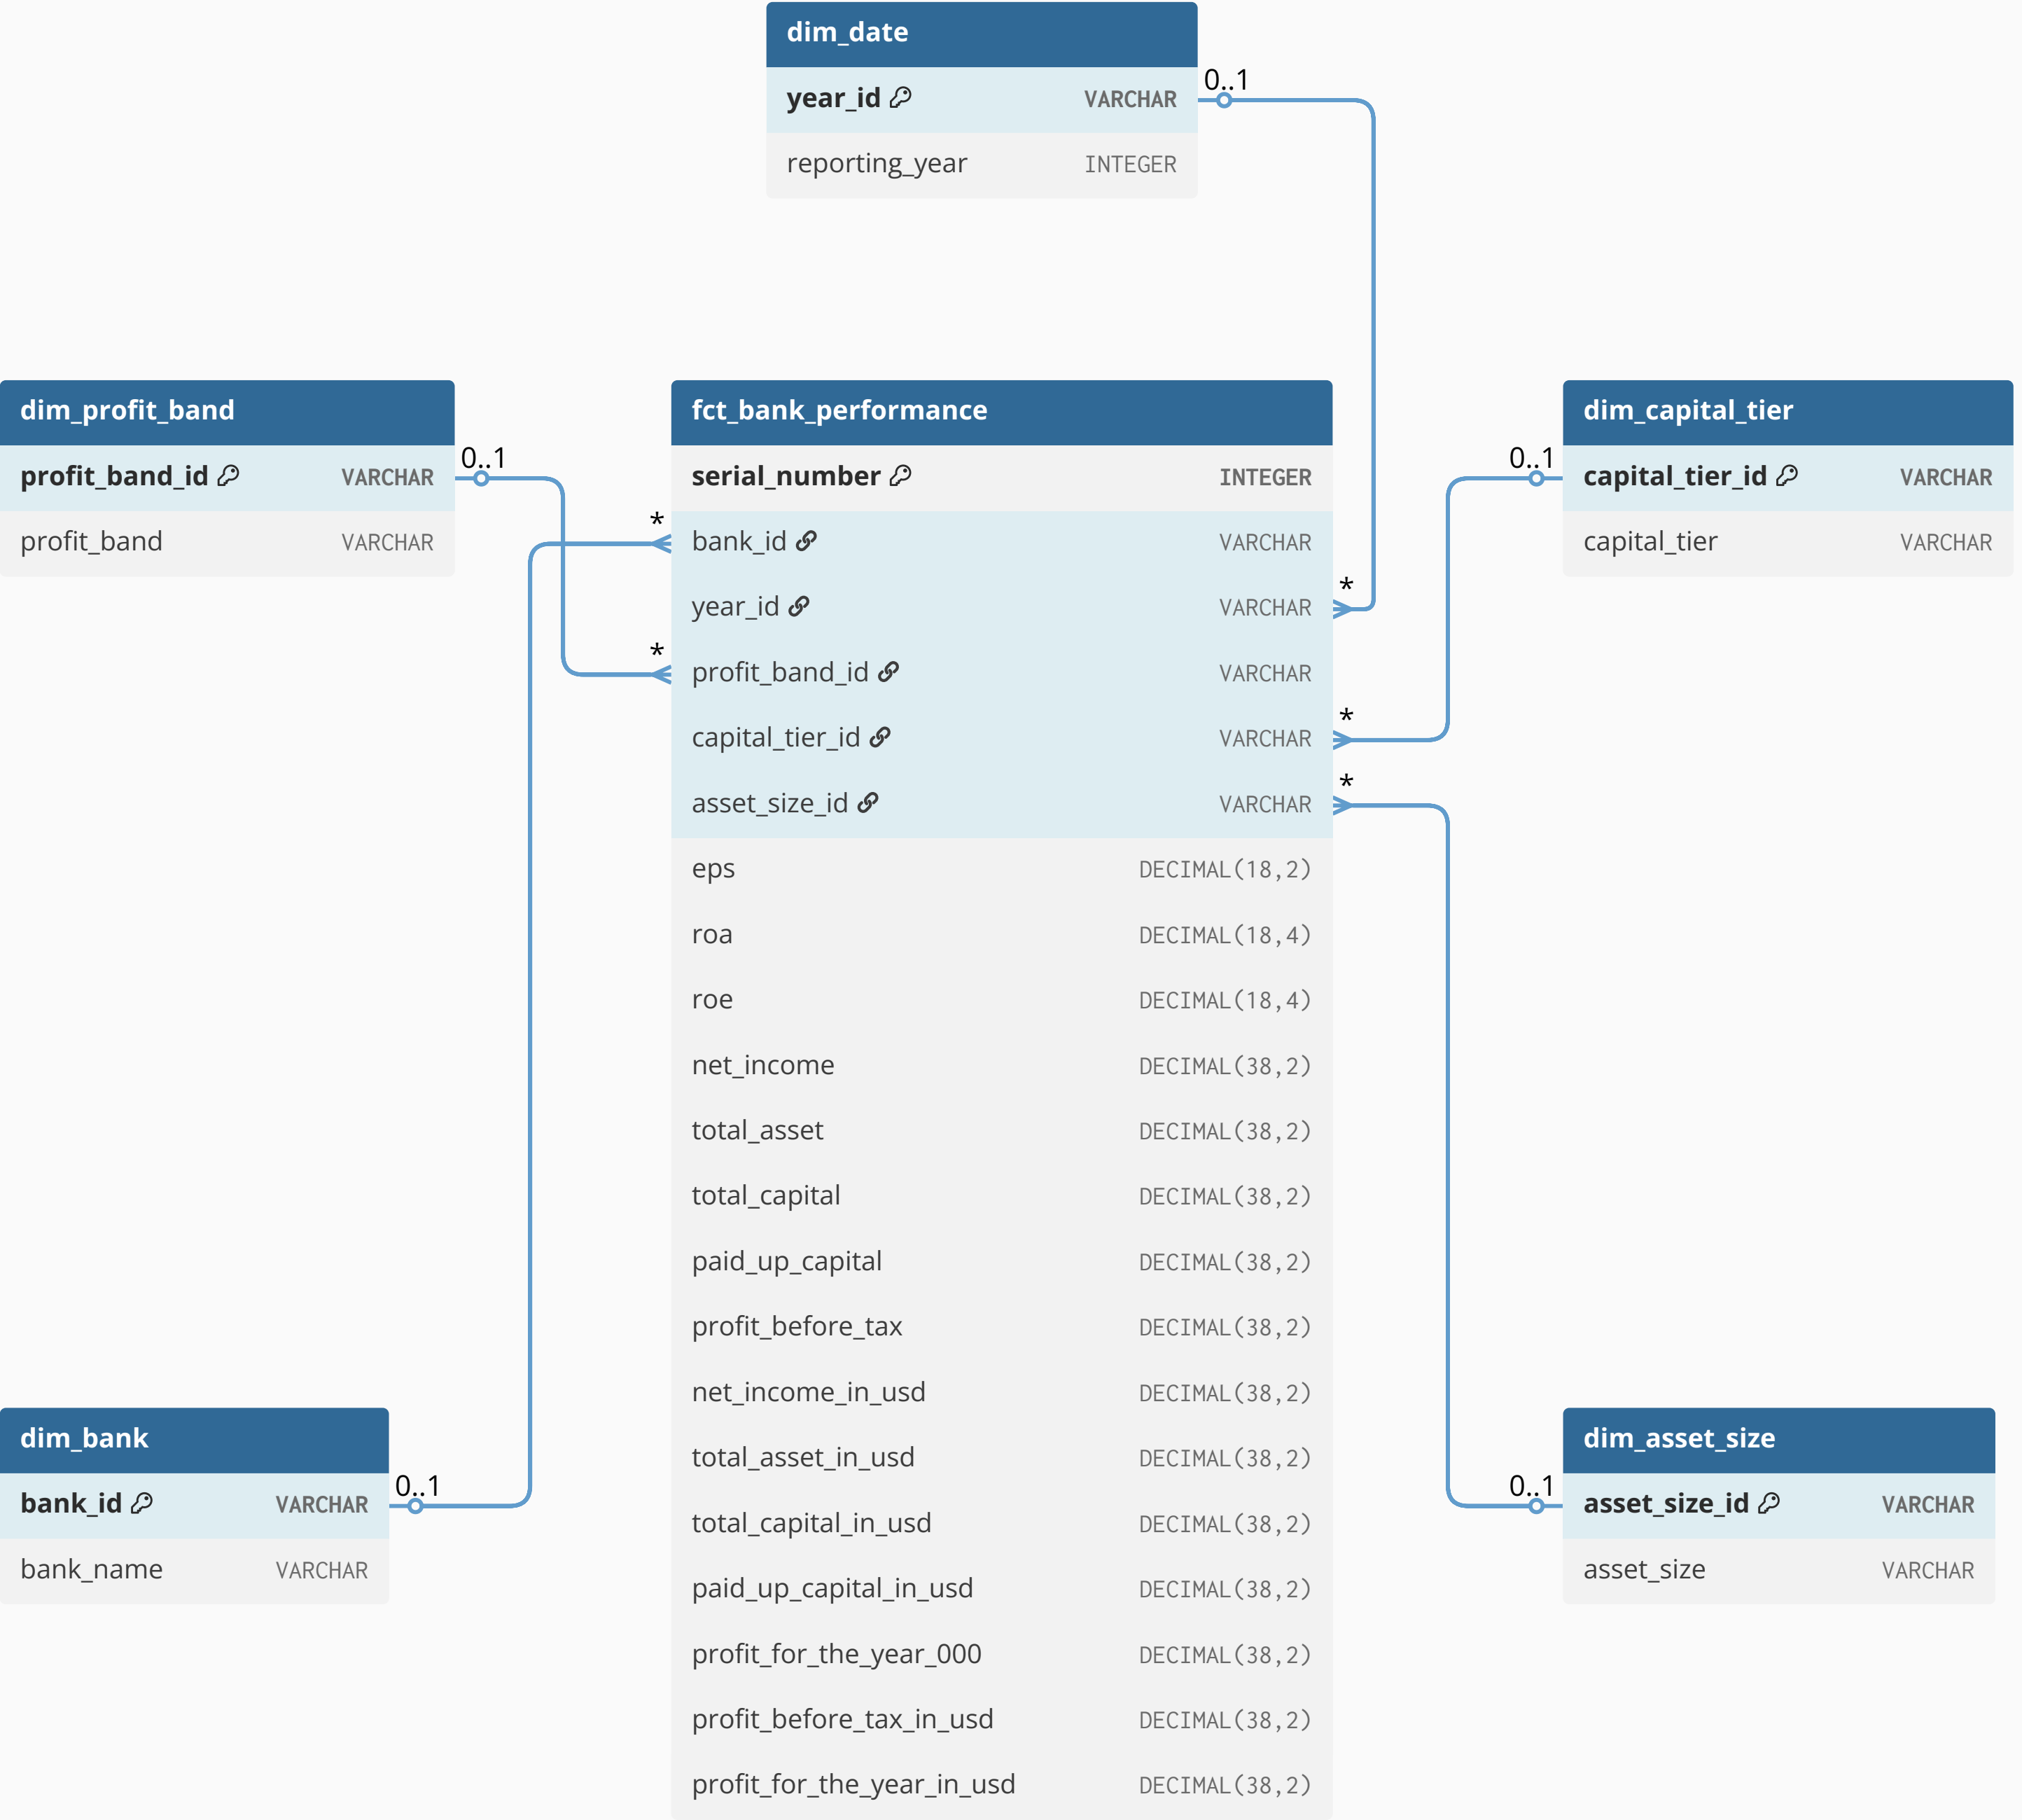 dim_date
year_id VARCHAR
reporting_year INTEGER
0..1
dim_profit_band
profit_band_id VARCHAR
profit_band VARCHAR
0..1
fct_bank_performance
serial_number INTEGER
* bank_id VARCHAR
year_id VARCHAR *
* profit_band_id VARCHAR
capital_tier_id VARCHAR *
asset_size_id VARCHAR *
eps DECIMAL(18,2)
roa DECIMAL(18,4)
roe DECIMAL(18,4)
net_income DECIMAL(38,2)
total_asset DECIMAL(38,2)
total_capital DECIMAL(38,2)
paid_up_capital DECIMAL(38,2)
profit_before_tax DECIMAL(38,2)
net_income_in_usd DECIMAL(38,2)
total_asset_in_usd DECIMAL(38,2)
total_capital_in_usd DECIMAL(38,2)
paid_up_capital_in_usd DECIMAL(38,2)
profit_for_the_year_000 DECIMAL(38,2)
profit_before_tax_in_usd DECIMAL(38,2)
profit_for_the_year_in_usd DECIMAL(38,2)
dim_capital_tier
0..1
capital_tier_id VARCHAR
capital_tier VARCHAR
dim_bank
bank_id VARCHAR
bank_name VARCHAR
0..1
dim_asset_size
0..1
asset_size_id VARCHAR
asset_size VARCHAR